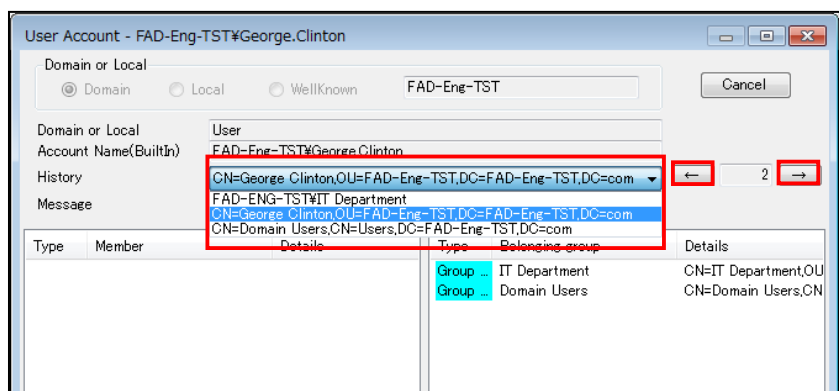 User Account - FAD-Eng-TST¥George.Clinton
Domain or Local
Domain Local WellKnown FAD-Eng-TST Cancel
Domain or Local User
Account Name(BuiltIn) FAD-Eng-TST¥George.Clinton
History CN=George Clinton,OU=FAD-Eng-TST,DC=FAD-Eng-TST,DC=com ← 2 →
FAD-ENG-TST¥IT Department
Message CN=George Clinton,OU=FAD-Eng-TST,DC=FAD-Eng-TST,DC=com
CN=Domain Users,CN=Users,DC=FAD-Eng-TST,DC=com
Type Member Details Type Belonging group Details
Group ... IT Department CN=IT Department,OU
Group ... Domain Users CN=Domain Users,CN